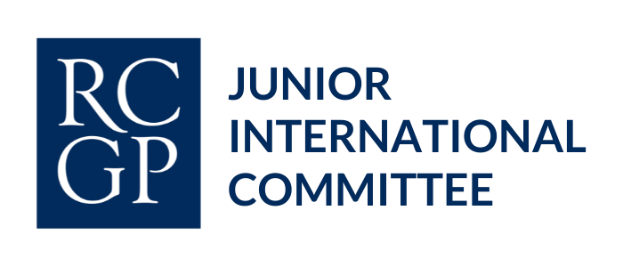 RC
GP
JUNIOR
INTERNATIONAL
COMMITTEE